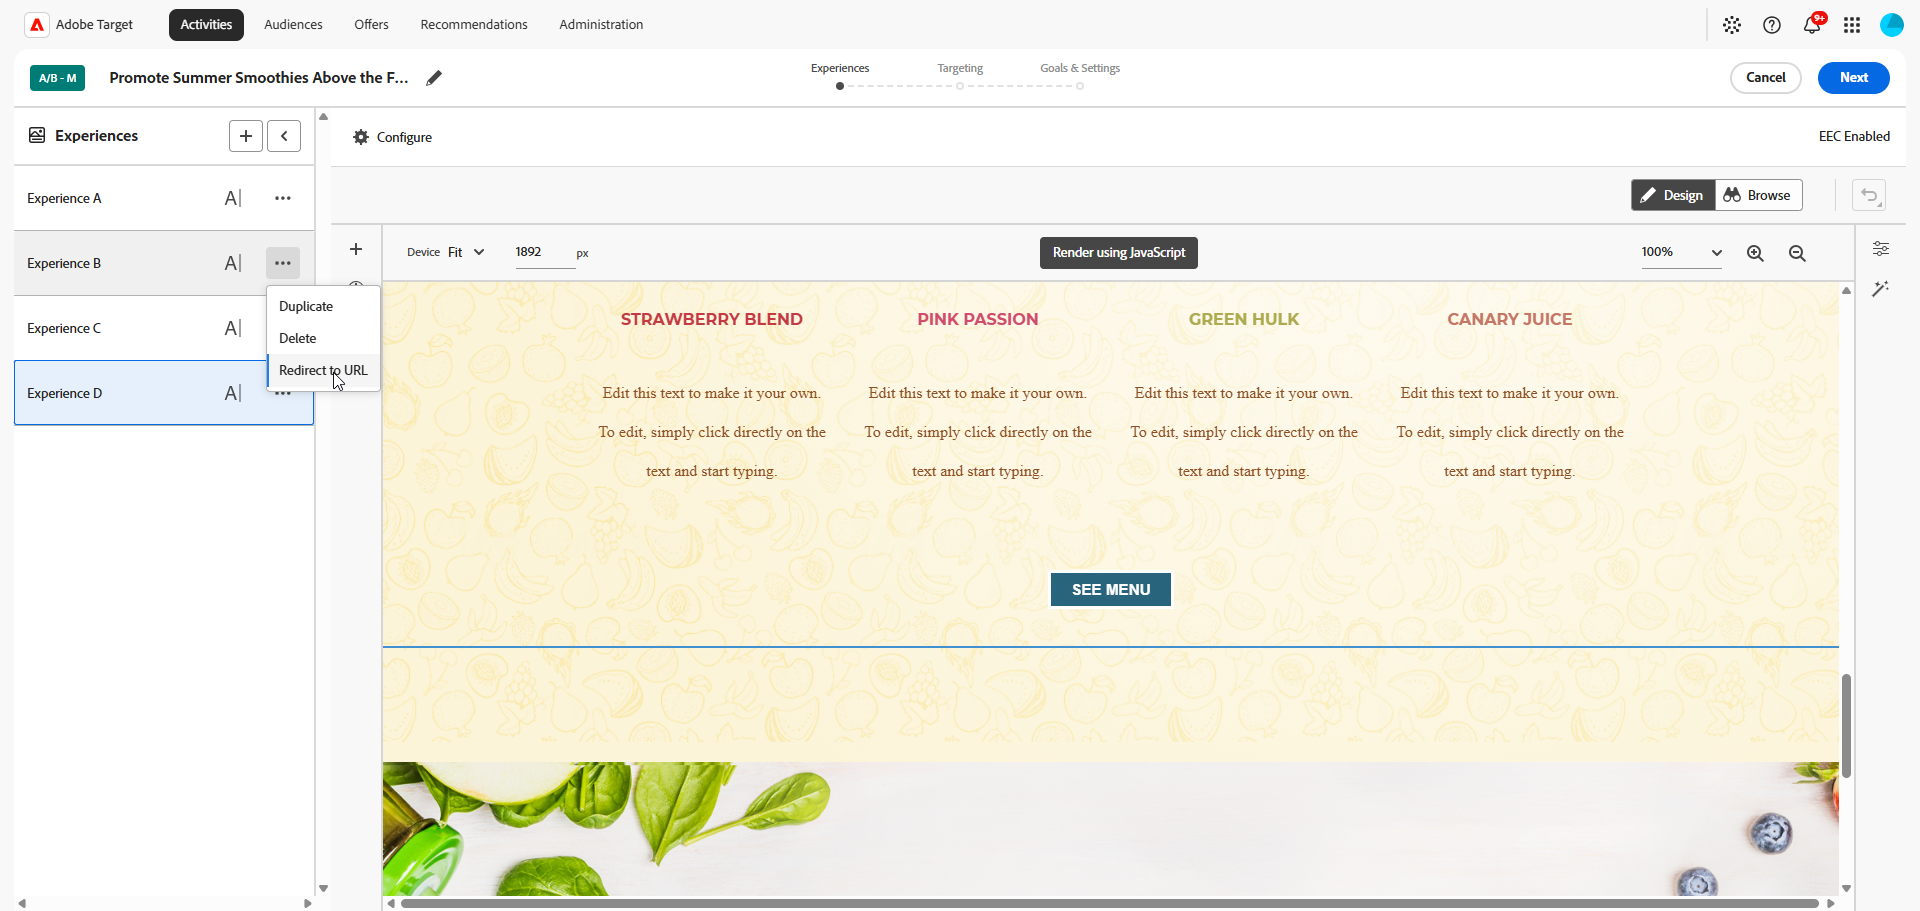 Adobe Target
Activities
Audiences
Offers
Recommendations
Administration
9+
A/B - M
Promote Summer Smoothies Above the F...
Experiences
Targeting
Goals & Settings
Cancel
Next
Experiences
Configure
EEC Enabled
Experience A
Design
Browse
Experience B
Device Fit
1892 px
Render using JavaScript
100%
Duplicate
Delete
Redirect to URL
Experience C
Experience D
STRAWBERRY BLEND
Edit this text to make it your own.
To edit, simply click directly on the
text and start typing.
PINK PASSION
Edit this text to make it your own.
To edit, simply click directly on the
text and start typing.
GREEN HULK
Edit this text to make it your own.
To edit, simply click directly on the
text and start typing.
CANARY JUICE
Edit this text to make it your own.
To edit, simply click directly on the
text and start typing.
SEE MENU